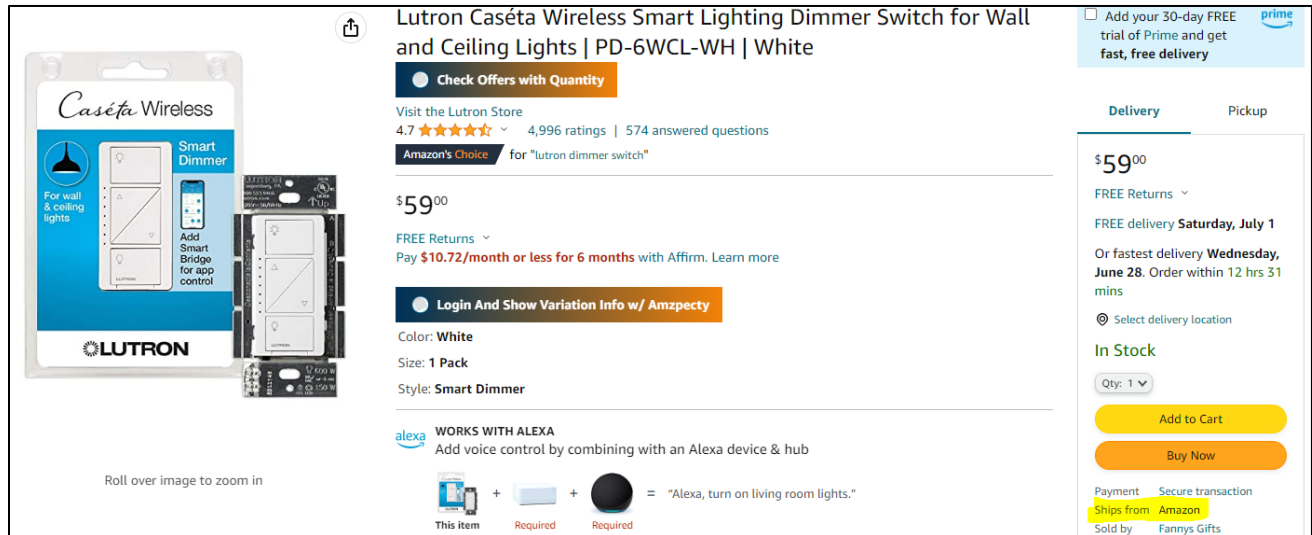 Lutron Caséta Wireless Smart Lighting Dimmer Switch for Wall
and Ceiling Lights | PD-6WCL-WH | White
Check Offers with Quantity
Visit the Lutron Store
4.7
4,996 ratings | 574 answered questions
Amazon's Choice for "lutron dimmer switch"
$59 00
FREE Returns
Pay $10.72/month or less for 6 months with Affirm. Learn more
Login And Show Variation Info w/ Amzpecty
Color: White
Size: 1 Pack
Style: Smart Dimmer
alexa
WORKS WITH ALEXA
Add voice control by combining with an Alexa device & hub
+ + = "Alexa, turn on living room lights."
This item Required Required
Caséta Wireless
Smart
Dimmer
For wall
& ceiling
lights
Add
Smart
Bridge
for app
control
LUTRON
LUTRON
Up
600 W
150 W
LUTRON
Roll over image to zoom in
Add your 30-day FREE
trial of Prime and get
fast, free delivery
prime
Delivery Pickup
$59 00
FREE Returns
FREE delivery Saturday, July 1
Or fastest delivery Wednesday,
June 28. Order within 12 hrs 31
mins
Select delivery location
In Stock
Qty: 1
Add to Cart
Buy Now
Payment Secure transaction
Ships from Amazon
Sold by Fannys Gifts